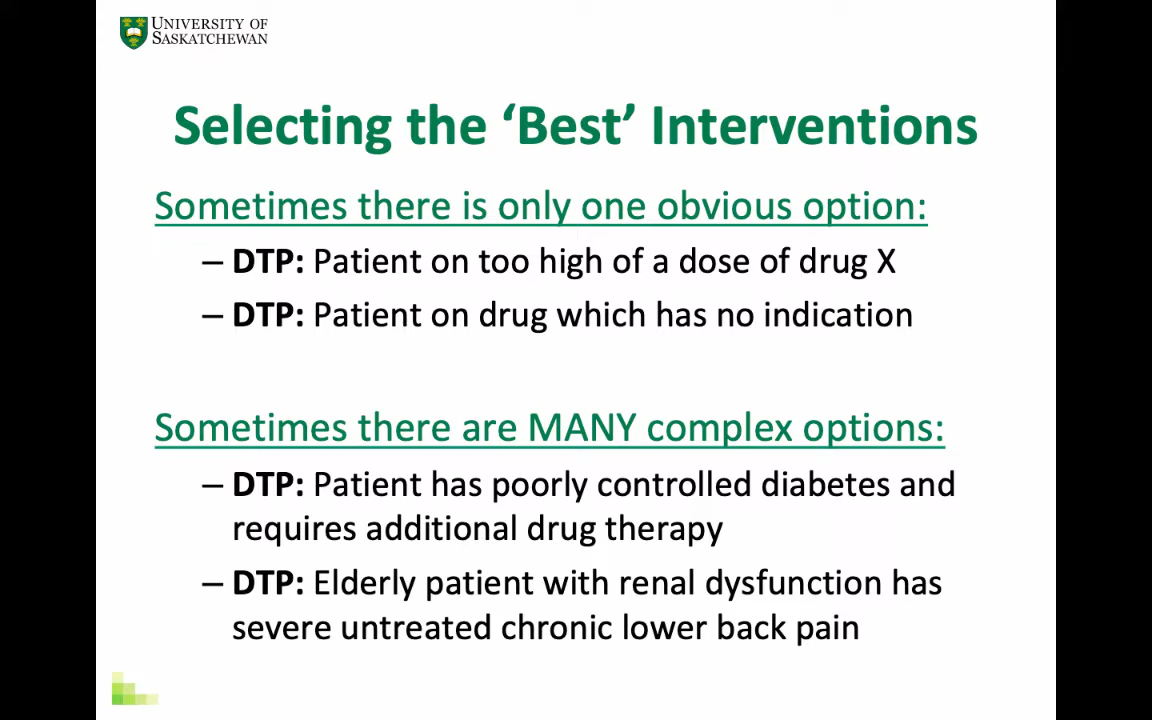 UNIVERSITY OF
SASKATCHEWAN
Selecting the ‘Best’ Interventions
Sometimes there is only one obvious option:
– DTP: Patient on too high of a dose of drug X
– DTP: Patient on drug which has no indication
Sometimes there are MANY complex options:
– DTP: Patient has poorly controlled diabetes and
requires additional drug therapy
– DTP: Elderly patient with renal dysfunction has
severe untreated chronic lower back pain